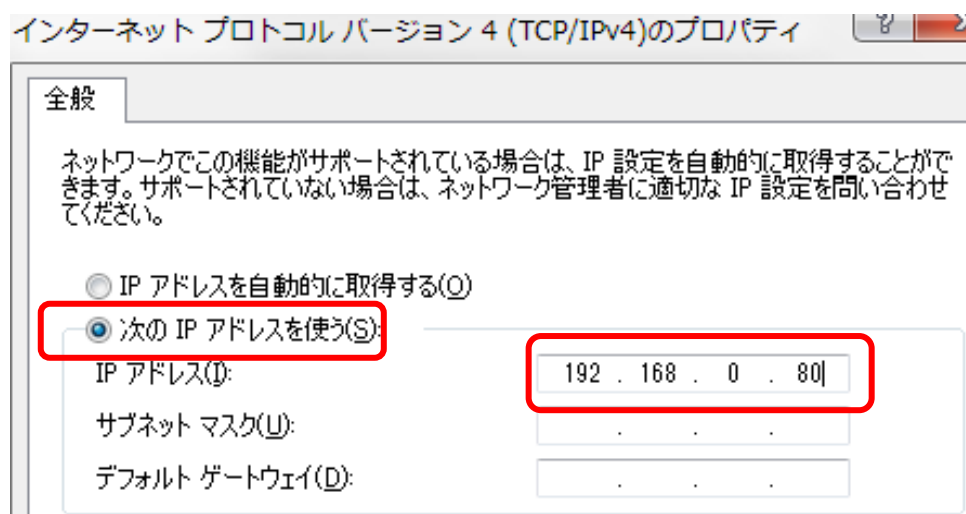 インターネット プロトコル バージョン 4 (TCP/IPv4)のプロパティ
全般
ネットワークでこの機能がサポートされている場合は、IP 設定を自動的に取得することがで
きます。サポートされていない場合は、ネットワーク管理者に適切な IP 設定を問い合わせ
てください。
IP アドレスを自動的に取得する(O)
次の IP アドレスを使う(S):
IP アドレス(I): 192 . 168 . 0 . 80
サブネット マスク(U): . . .
デフォルト ゲートウェイ(D): . . .